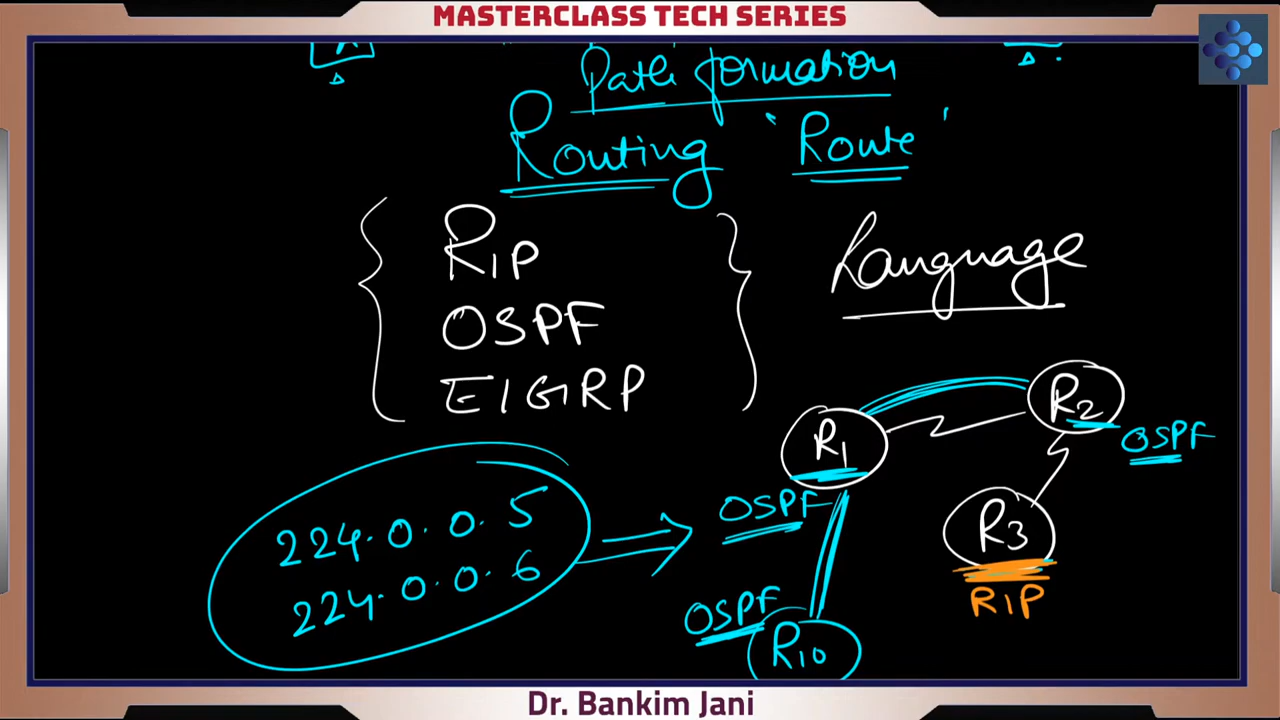 MASTERCLASS TECH SERIES
Path formation
Routing 'Route'
RIP
OSPF
EIGRP
Language
R1
R2
OSPF
OSPF
R3
RIP
224.0.0.5
224.0.0.6
OSPF
R10
Dr. Bankim Jani